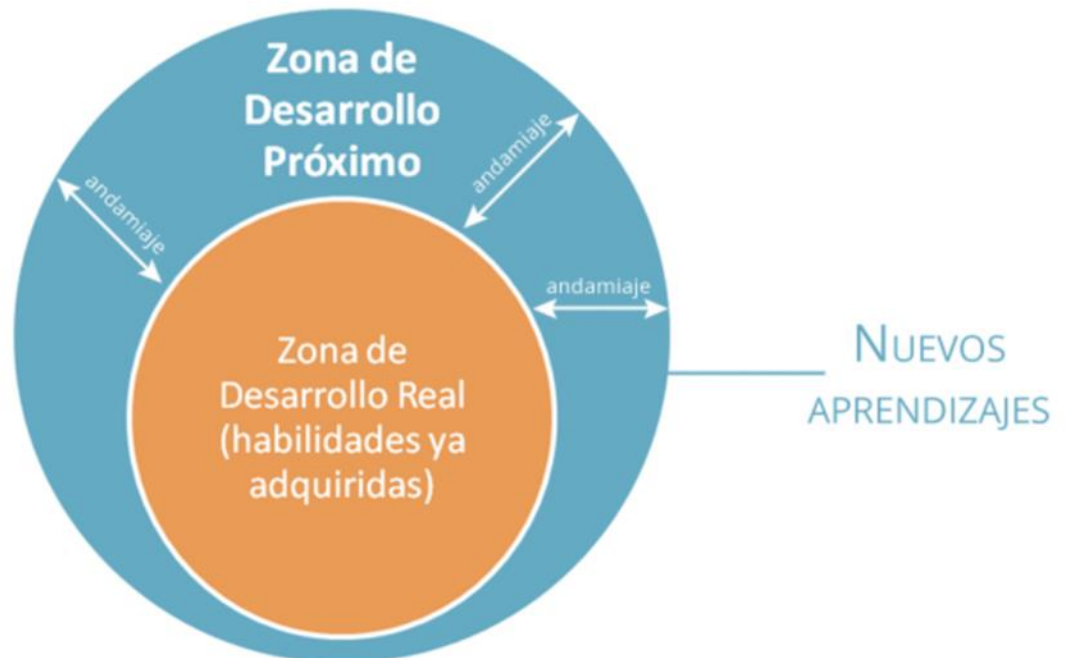 Zona de
Desarrollo
Próximo
andamiaje
andamiaje
andamiaje
Zona de
Desarrollo Real
(habilidades ya
adquiridas)
NUEVOS
APRENDIZAJES